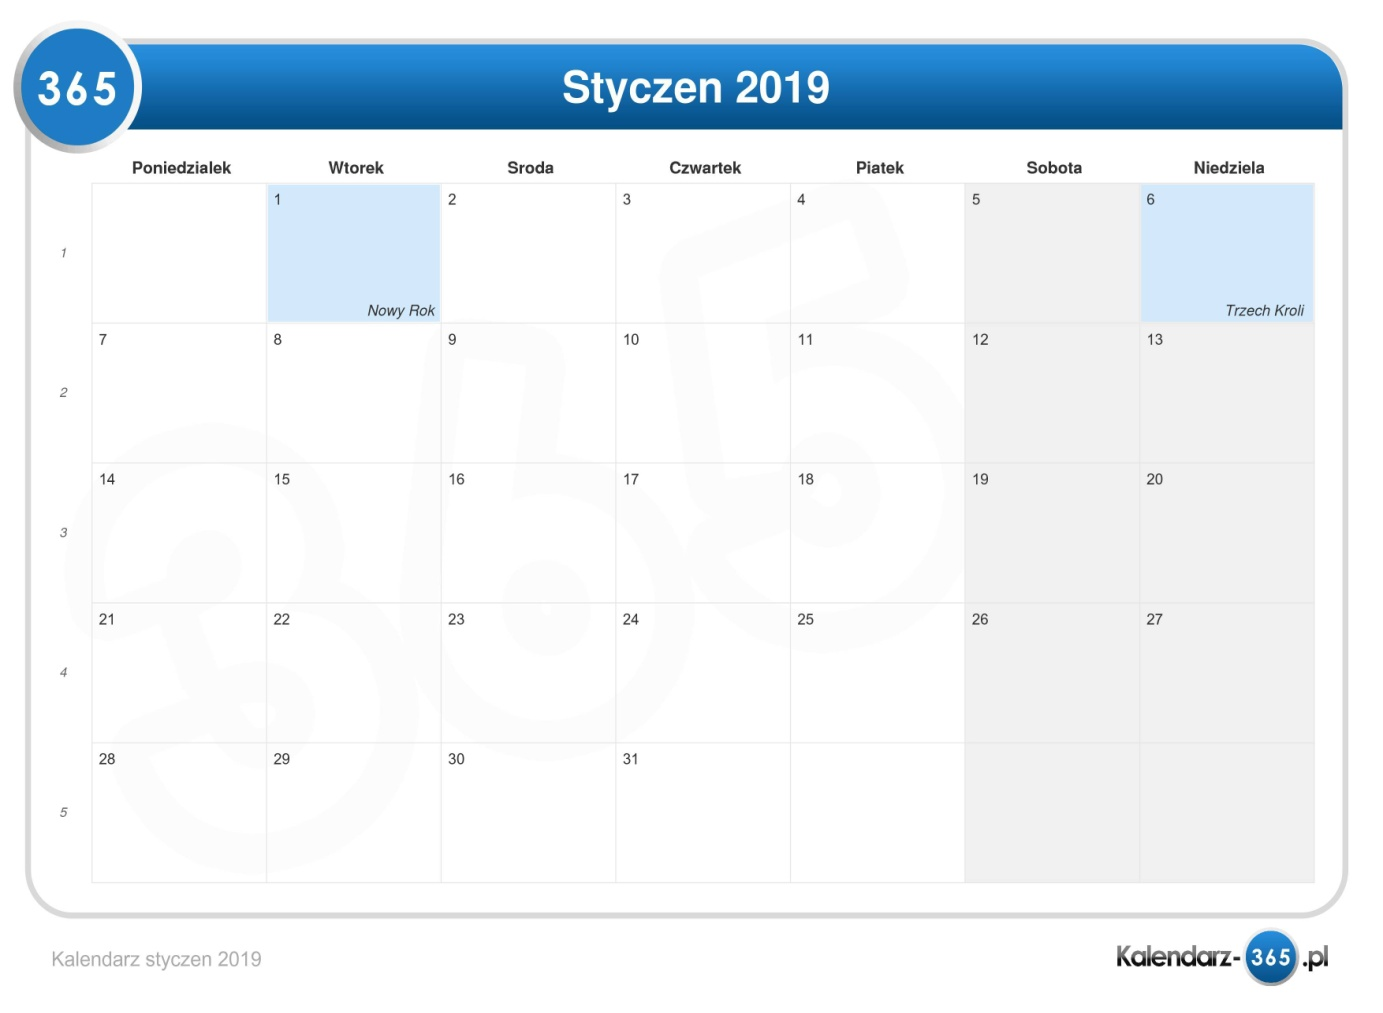 365
Styczen 2019
Poniedzialek Wtorek Sroda Czwartek Piatek Sobota Niedziela
1 2 3 4 5 6
1
Nowy Rok Trzech Kroli
7 8 9 10 11 12 13
2
14 15 16 17 18 19 20
3
21 22 23 24 25 26 27
4
28 29 30 31
5
365
Kalendarz styczen 2019
Kalendarz-365.pl